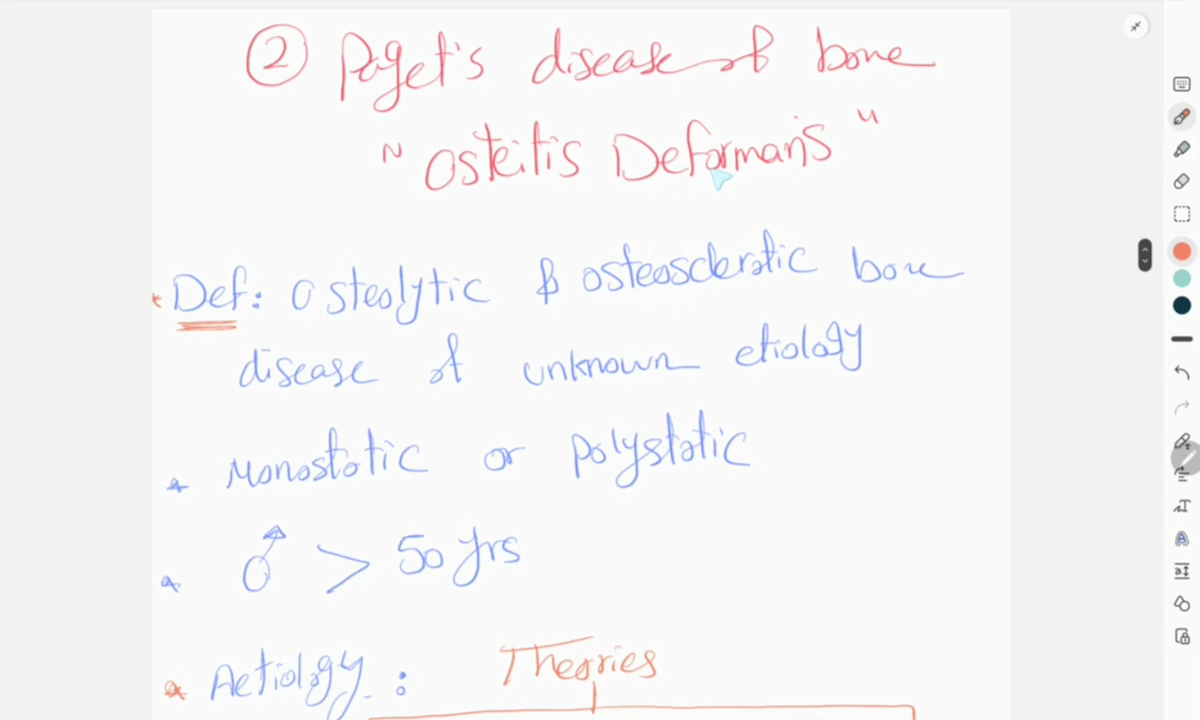 ② Paget's disease of bone
"Osteitis Deformans"
* Def: Osteolytic & osteosclerotic bone
disease of unknown etiology
* Monostotic or polystotic
* ♂ > 50 yrs
* Aetiology: Theories